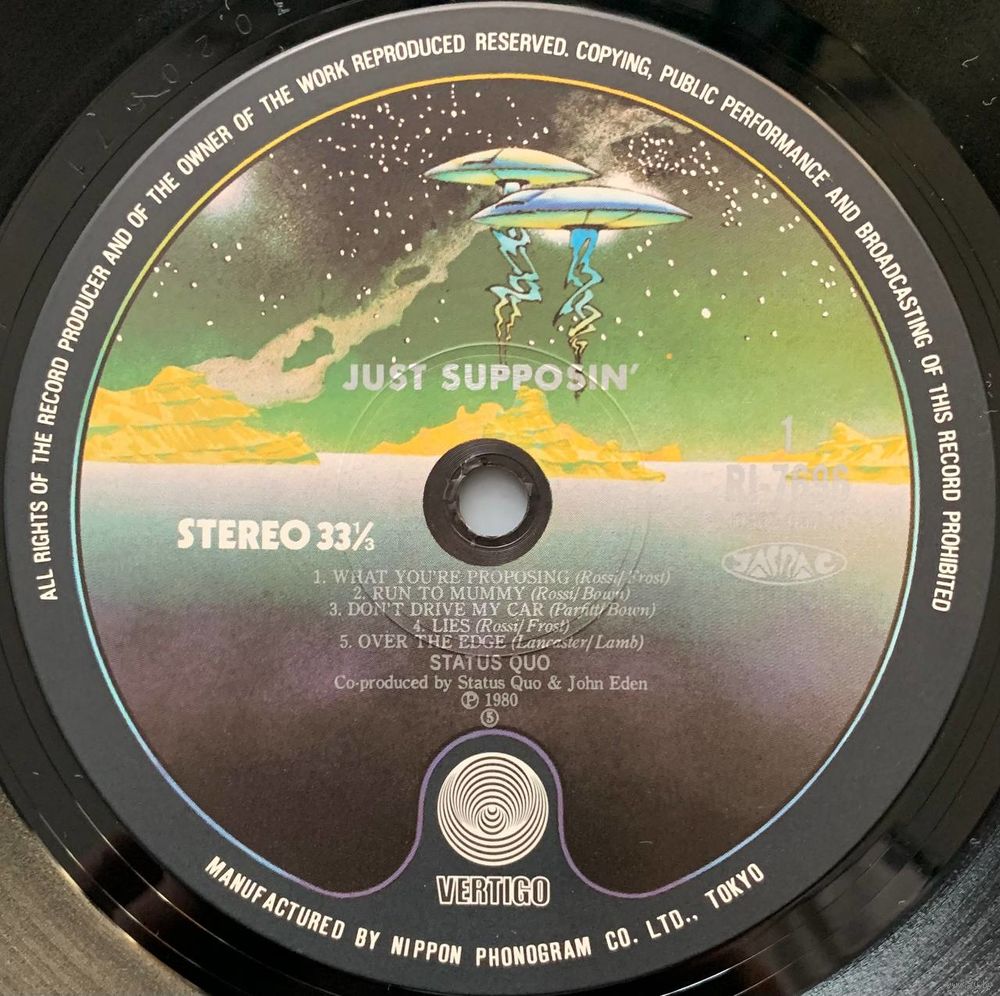 ALL RIGHTS OF THE RECORD PRODUCER AND OF THE OWNER OF THE WORK REPRODUCED RESERVED. COPYING, PUBLIC PERFORMANCE AND BROADCASTING OF THIS RECORD PROHIBITED
JUST SUPPOSIN'
1
STEREO 33⅓
JASRAC
1. WHAT YOU'RE PROPOSING (Rossi/Frost)
2. RUN TO MUMMY (Rossi/Bown)
3. DON'T DRIVE MY CAR (Parfitt/Bown)
4. LIES (Rossi/Frost)
5. OVER THE EDGE (Lancaster/Lamb)
STATUS QUO
Co-produced by Status Quo & John Eden
Ⓟ 1980
Ⓢ
VERTIGO
MANUFACTURED BY NIPPON PHONOGRAM CO. LTD., TOKYO